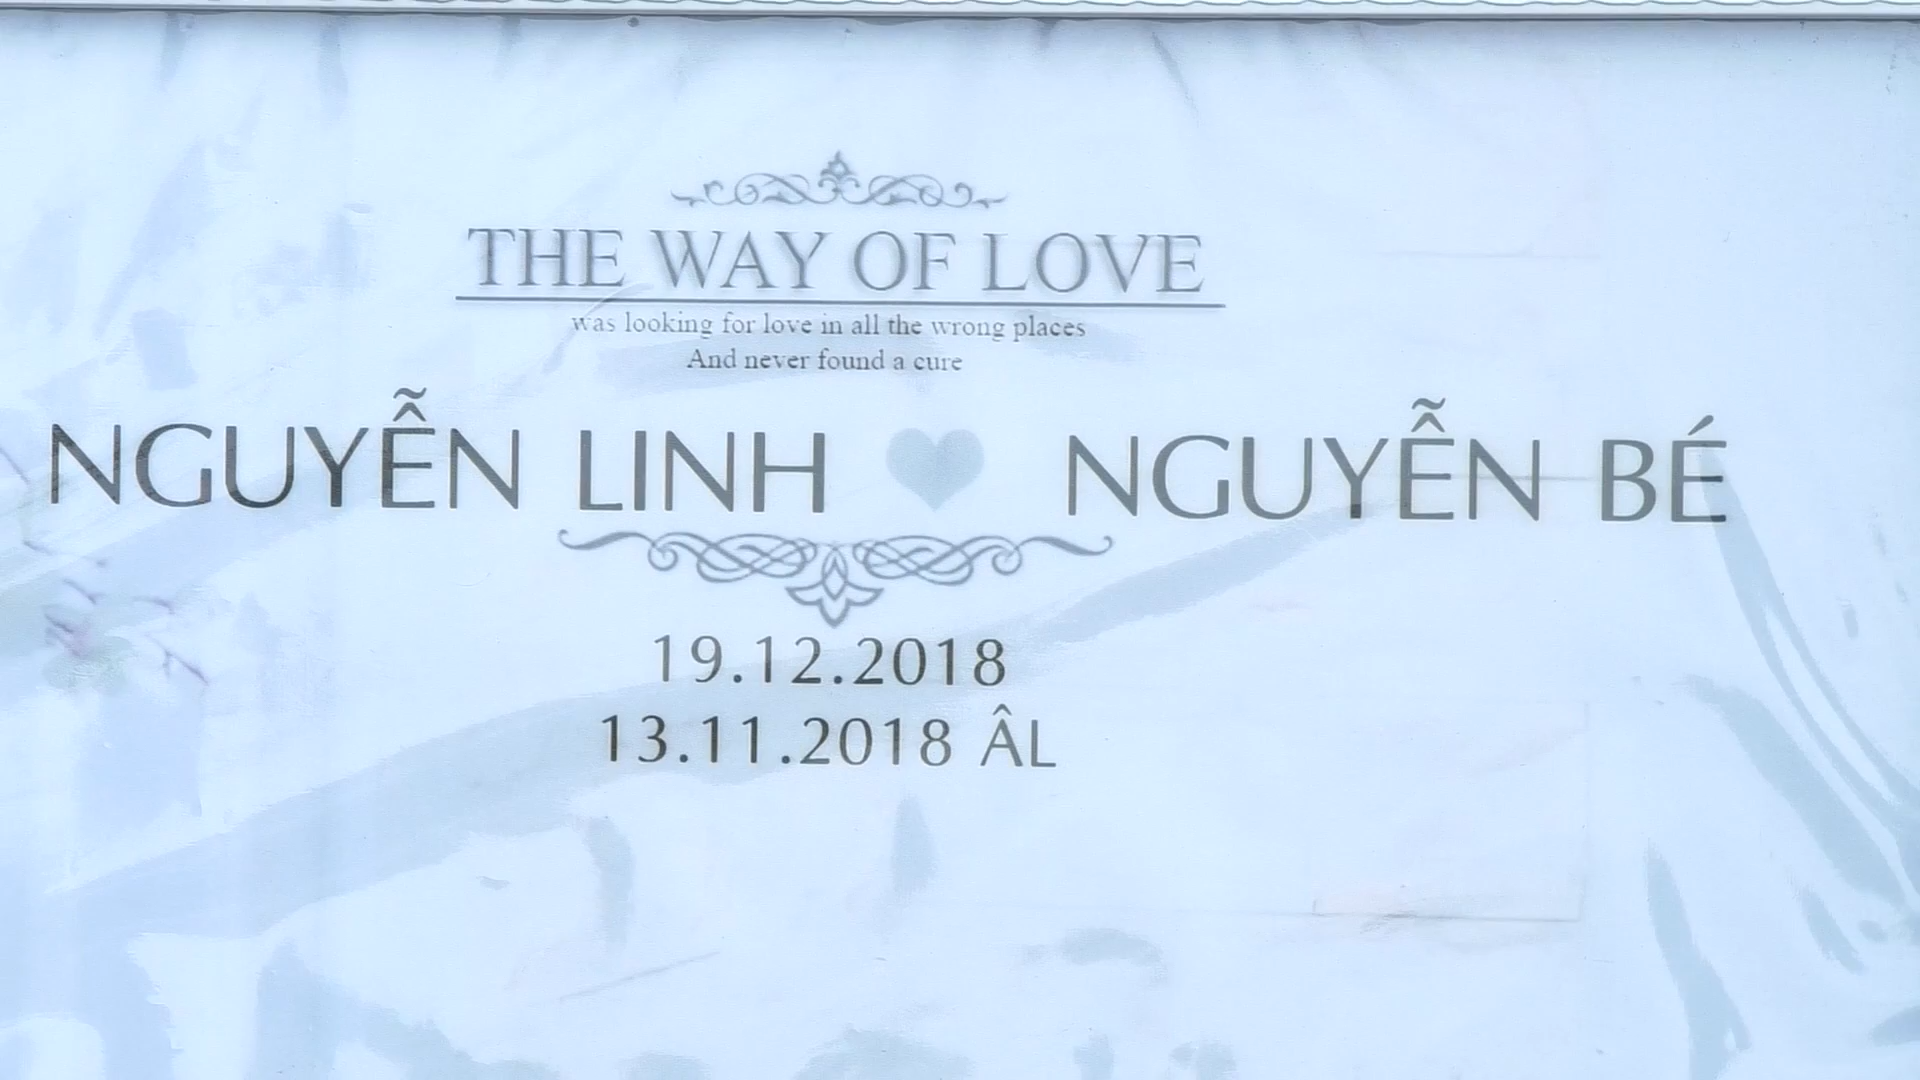 THE WAY OF LOVE
was looking for love in all the wrong places
And never found a cure
NGUYỄN LINH NGUYỄN BÉ
19.12.2018
13.11.2018 ÂL